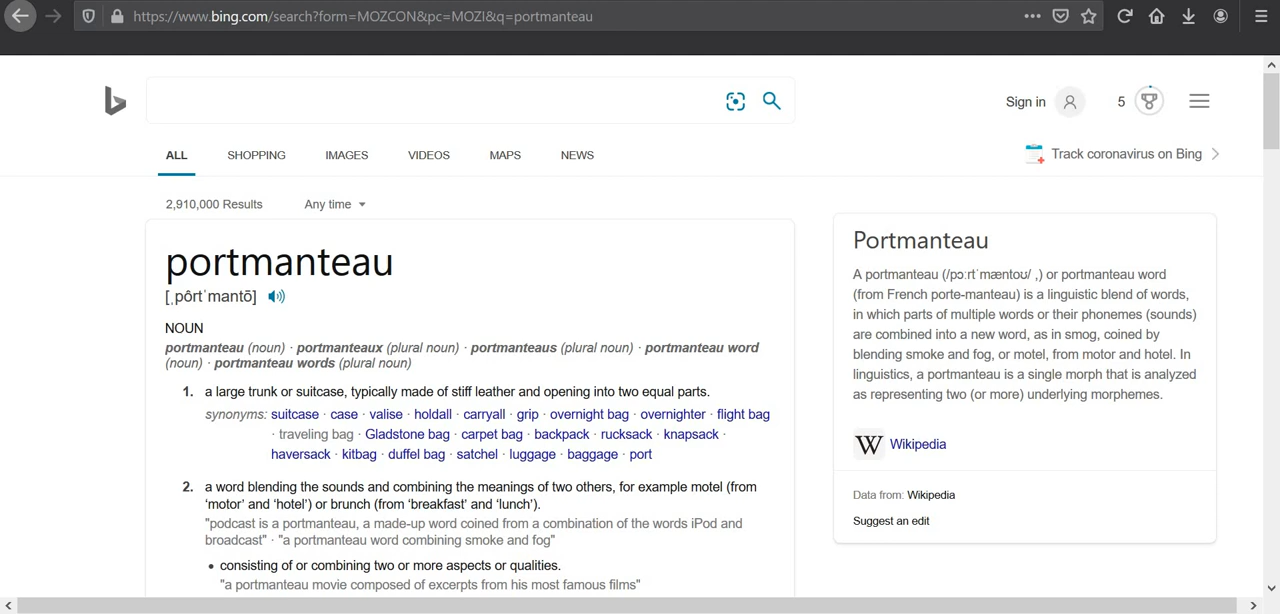 https://www.bing.com/search?form=MOZCON&pc=MOZI&q=portmanteau
Sign in
5
ALL SHOPPING IMAGES VIDEOS MAPS NEWS
Track coronavirus on Bing
2,910,000 Results Any time
portmanteau
[ˌpôrtˈmantō]
NOUN
portmanteau (noun) · portmanteaux (plural noun) · portmanteaus (plural noun) · portmanteau word
(noun) · portmanteau words (plural noun)
1. a large trunk or suitcase, typically made of stiff leather and opening into two equal parts.
synonyms: suitcase · case · valise · holdall · carryall · grip · overnight bag · overnighter · flight bag
· traveling bag · Gladstone bag · carpet bag · backpack · rucksack · knapsack ·
haversack · kitbag · duffel bag · satchel · luggage · baggage · port
2. a word blending the sounds and combining the meanings of two others, for example motel (from
‘motor’ and ‘hotel’) or brunch (from ‘breakfast’ and ‘lunch’).
"podcast is a portmanteau, a made-up word coined from a combination of the words iPod and
broadcast" · "a portmanteau word combining smoke and fog"
• consisting of or combining two or more aspects or qualities.
"a portmanteau movie composed of excerpts from his most famous films"
Portmanteau
A portmanteau (/pɔːrtˈmæntoʊ/ ,) or portmanteau word
(from French porte-manteau) is a linguistic blend of words,
in which parts of multiple words or their phonemes (sounds)
are combined into a new word, as in smog, coined by
blending smoke and fog, or motel, from motor and hotel. In
linguistics, a portmanteau is a single morph that is analyzed
as representing two (or more) underlying morphemes.
W Wikipedia
Data from: Wikipedia
Suggest an edit